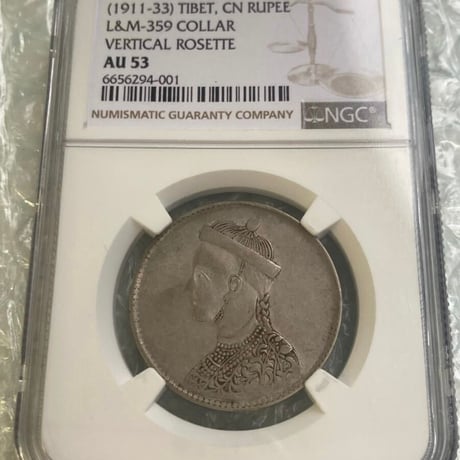 (1911-33) TIBET, CN RUPEE
L&M-359 COLLAR
VERTICAL ROSETTE
AU 53
6656294-001
NUMISMATIC GUARANTY COMPANY
NGC®